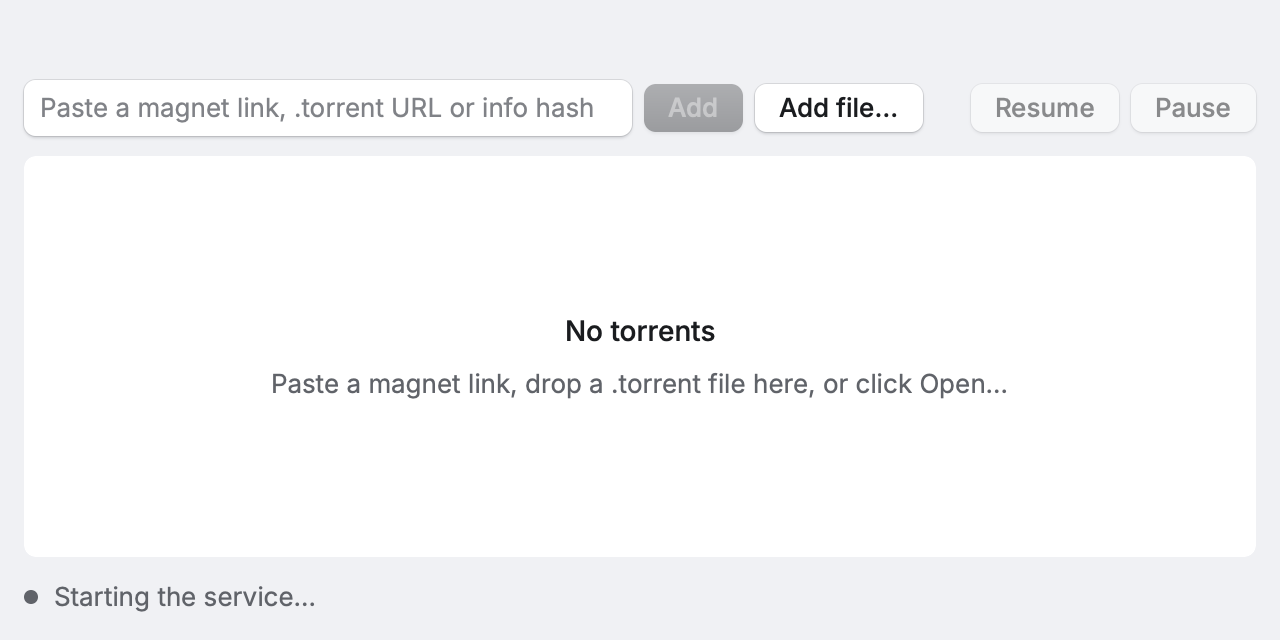 Paste a magnet link, .torrent URL or info hash
Add
Add file...
Resume
Pause
No torrents
Paste a magnet link, drop a .torrent file here, or click Open...
Starting the service...